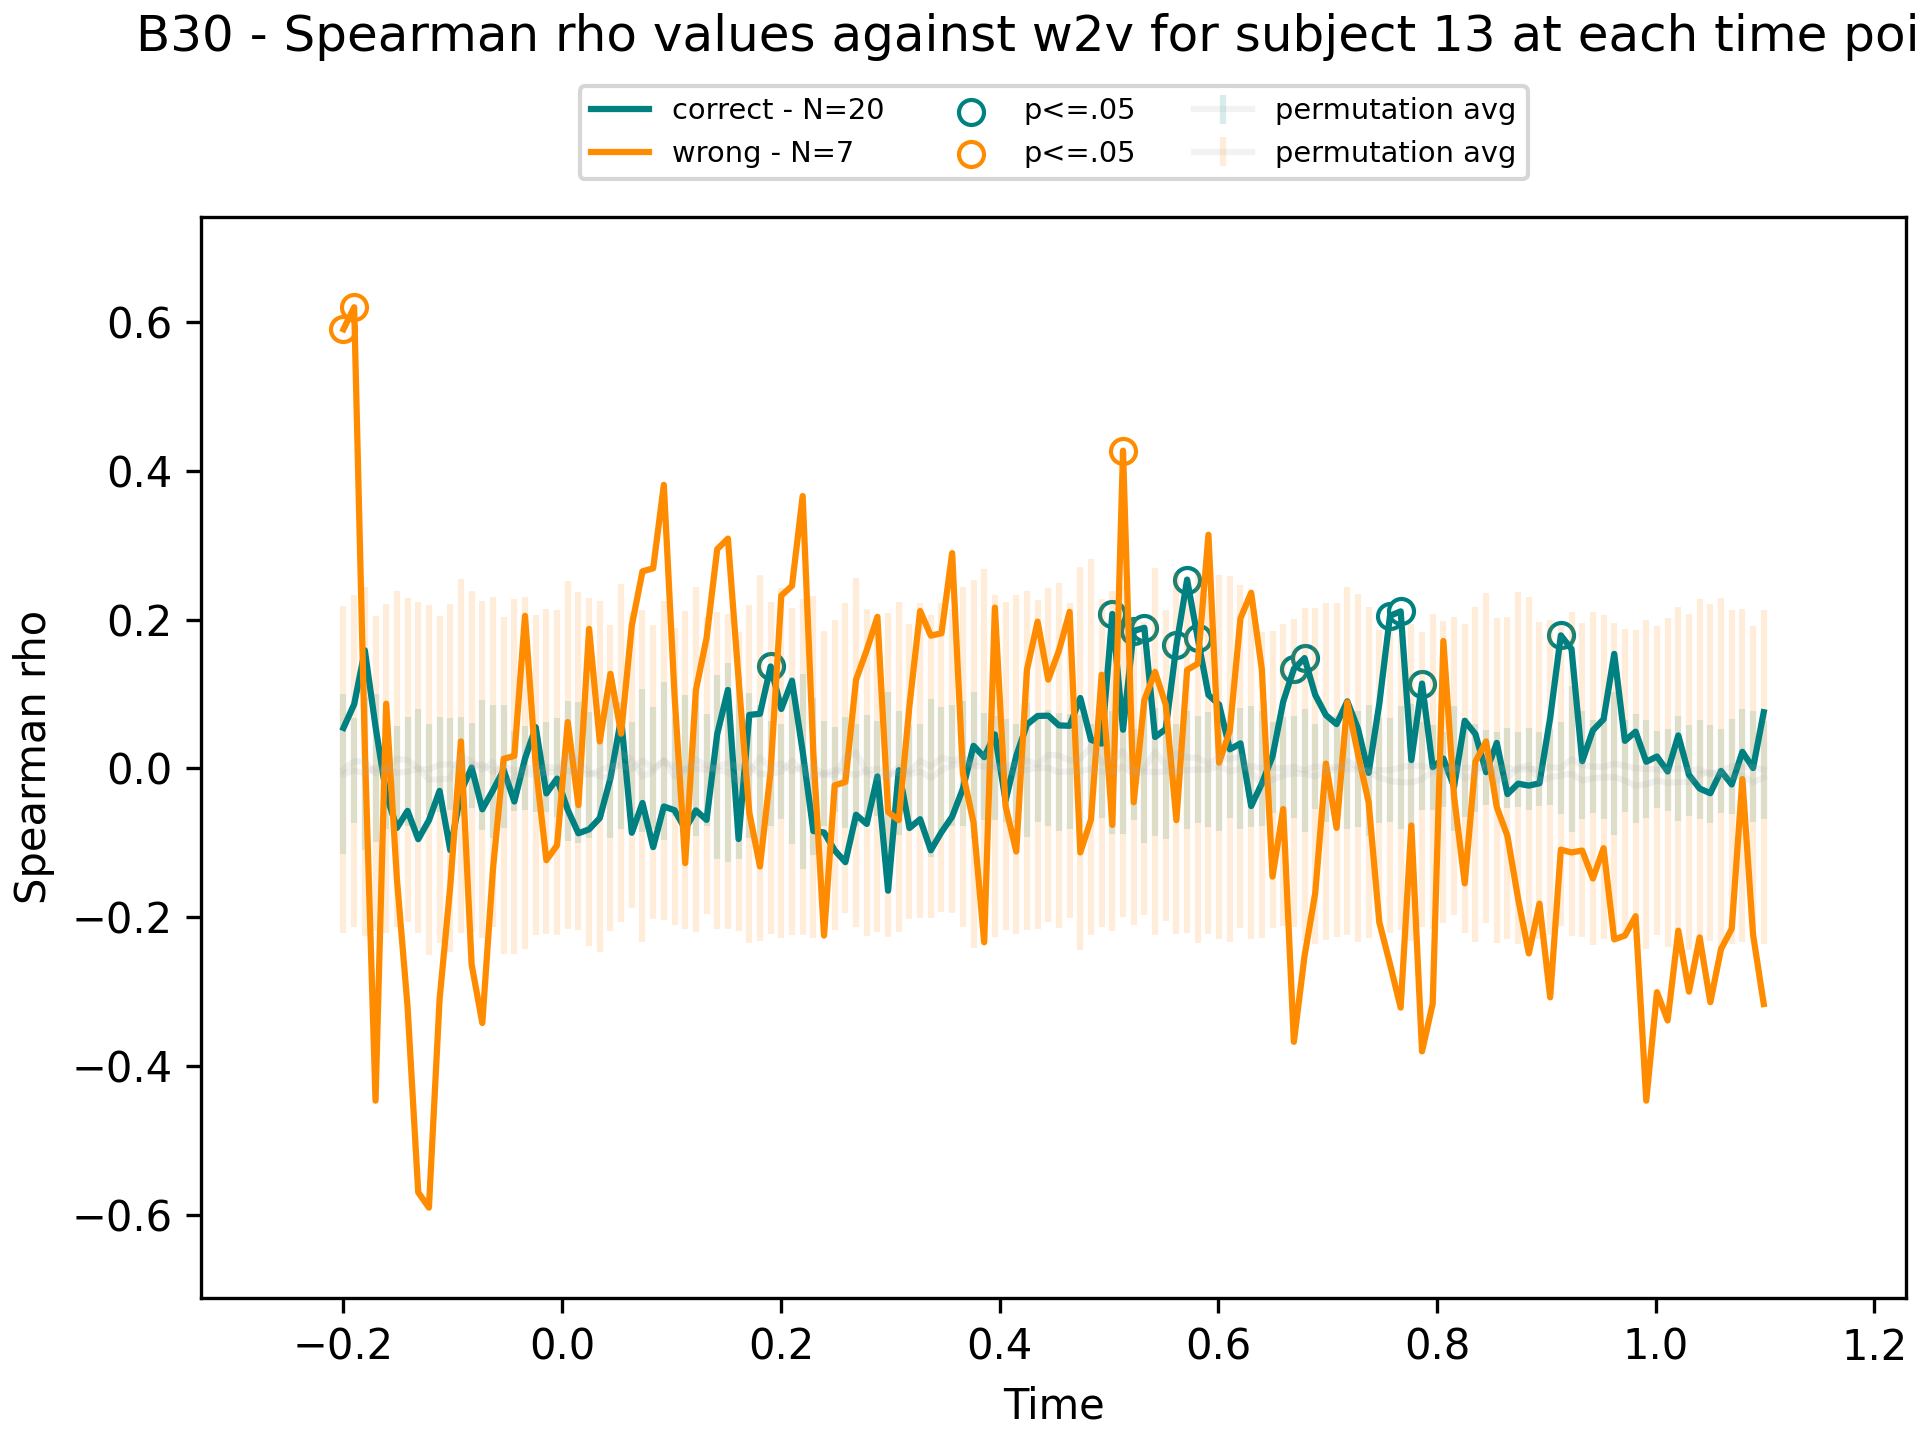 B30 - Spearman rho values against w2v for subject 13 at each time poi
correct - N=20
wrong - N=7
p<=.05
p<=.05
permutation avg
permutation avg
Spearman rho
0.6
0.4
0.2
0.0
−0.2
−0.4
−0.6
−0.2 0.0 0.2 0.4 0.6 0.8 1.0 1.2
Time